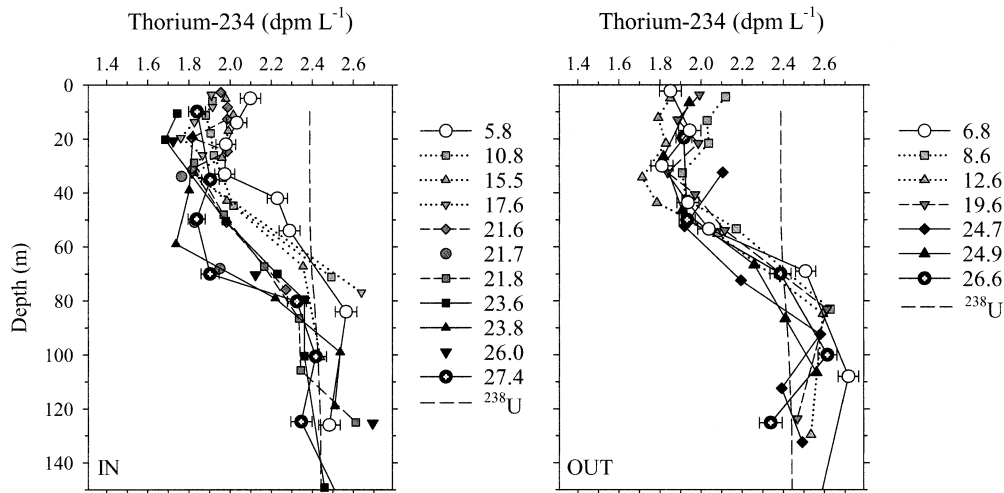 Thorium-234 (dpm L⁻¹)
1.4 1.6 1.8 2.0 2.2 2.4 2.6
Depth (m)
0
20
40
60
80
100
120
140
IN
5.8
10.8
15.5
17.6
21.6
21.7
21.8
23.6
23.8
26.0
27.4
²³⁸U
Thorium-234 (dpm L⁻¹)
1.4 1.6 1.8 2.0 2.2 2.4 2.6
OUT
6.8
8.6
12.6
19.6
24.7
24.9
26.6
²³⁸U